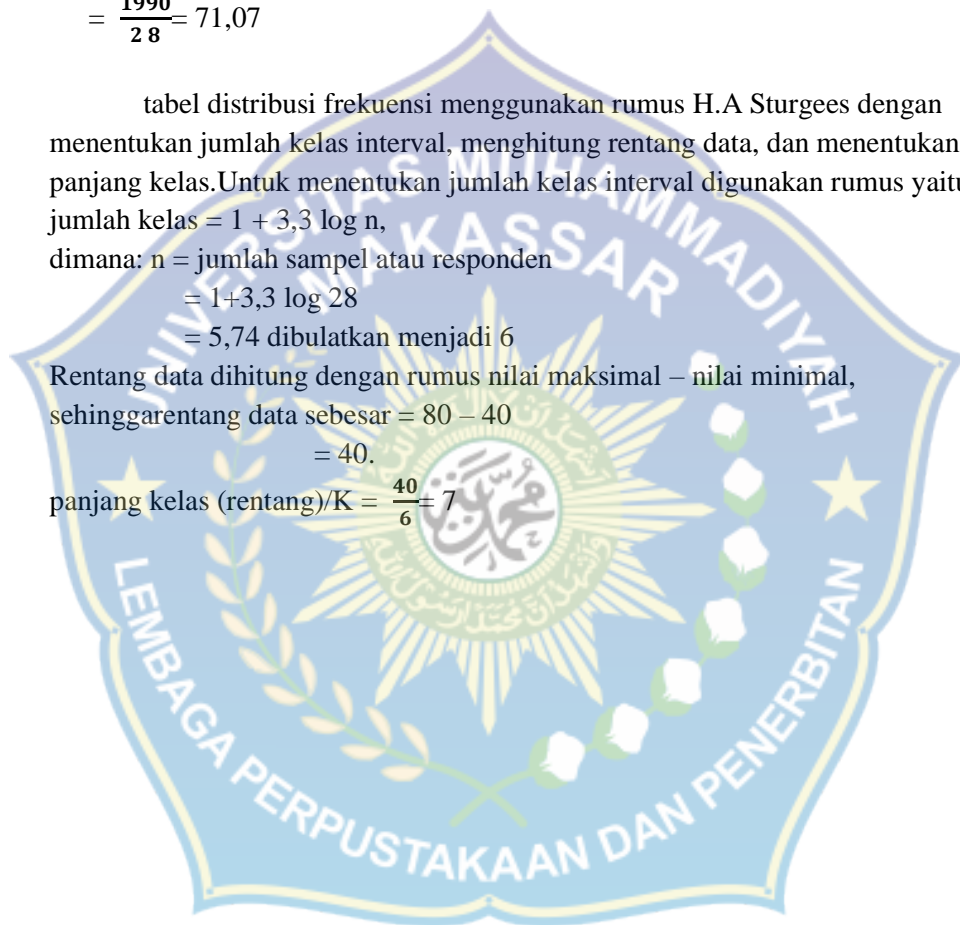 = 1990/2 8 = 71,07
tabel distribusi frekuensi menggunakan rumus H.A Sturgees dengan
menentukan jumlah kelas interval, menghitung rentang data, dan menentukan
panjang kelas.Untuk menentukan jumlah kelas interval digunakan rumus yaitu
jumlah kelas = 1 + 3,3 log n,
dimana: n = jumlah sampel atau responden
= 1+3,3 log 28
= 5,74 dibulatkan menjadi 6
Rentang data dihitung dengan rumus nilai maksimal – nilai minimal,
sehinggarentang data sebesar = 80 – 40
= 40.
panjang kelas (rentang)/K = 40/6 = 7
UNIVERSITAS MUHAMMADIYAH
MAKASSAR
LEMBAGA PERPUSTAKAAN DAN PENERBITAN